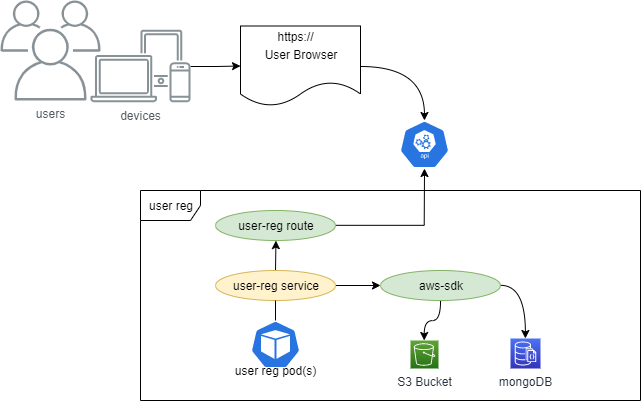 https://
User Browser
users
devices
api
user reg
user-reg route
user-reg service
aws-sdk
user reg pod(s)
S3 Bucket
mongoDB